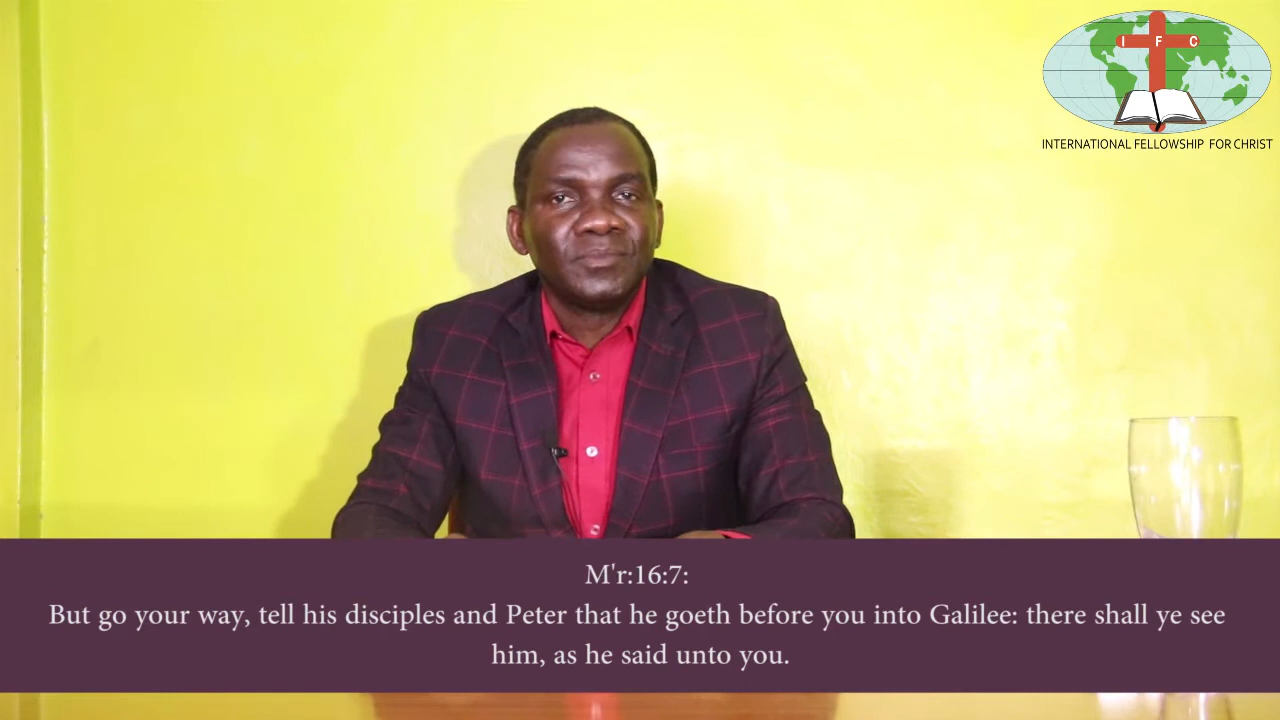 I F C
INTERNATIONAL FELLOWSHIP FOR CHRIST
M'r:16:7:
But go your way, tell his disciples and Peter that he goeth before you into Galilee: there shall ye see
him, as he said unto you.